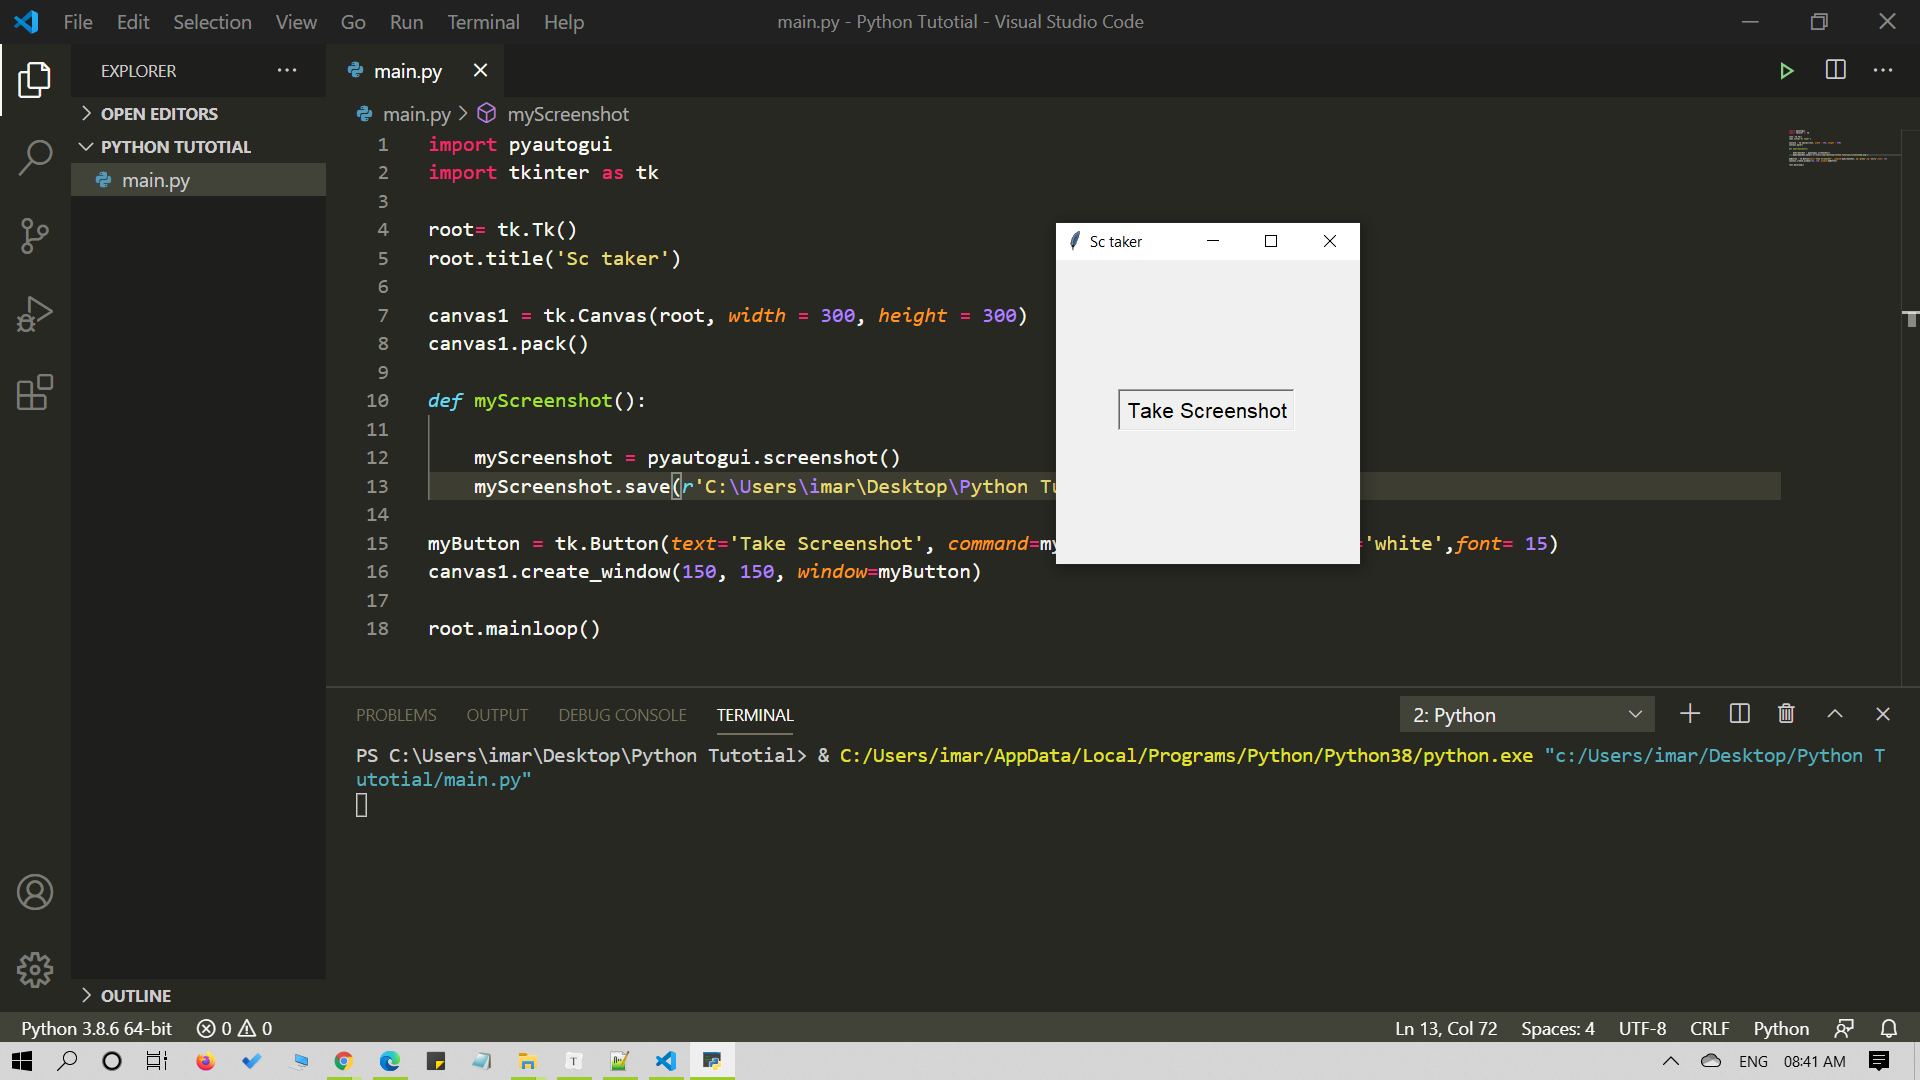 File Edit Selection View Go Run Terminal Help
main.py - Python Tutotial - Visual Studio Code
EXPLORER
main.py
OPEN EDITORS
PYTHON TUTOTIAL
main.py
main.py > myScreenshot
1 import pyautogui
2 import tkinter as tk
3
4 root= tk.Tk()
5 root.title('Sc taker')
6
7 canvas1 = tk.Canvas(root, width = 300, height = 300)
8 canvas1.pack()
9
10 def myScreenshot():
11
12 myScreenshot = pyautogui.screenshot()
13 myScreenshot.save(r'C:\Users\imar\Desktop\Python Tu
14
15 myButton = tk.Button(text='Take Screenshot', command=my ='white',font= 15)
16 canvas1.create_window(150, 150, window=myButton)
17
18 root.mainloop()
Sc taker
Take Screenshot
PROBLEMS OUTPUT DEBUG CONSOLE TERMINAL
2: Python
PS C:\Users\imar\Desktop\Python Tutotial> & C:/Users/imar/AppData/Local/Programs/Python/Python38/python.exe "c:/Users/imar/Desktop/Python T
utotial/main.py"
OUTLINE
Python 3.8.6 64-bit 0 0
Ln 13, Col 72 Spaces: 4 UTF-8 CRLF Python
ENG 08:41 AM